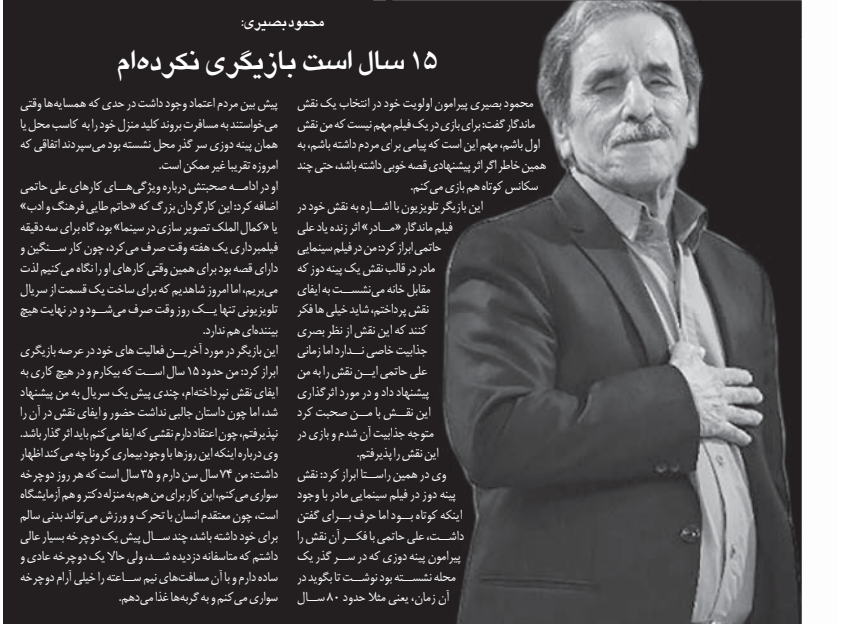 محمود بصیری:
۱۵ سال است بازیگری نکرده‌ام
محمود بصیری پیرامون اولویت خود در انتخاب یک نقش
ماندگار گفت: برای بازی در یک فیلم مهم نیست که من نقش
اول باشم، مهم این است که پیامی برای مردم داشته باشم، به
همین خاطر اگر اثر پیشنهادی قصه خوبی داشته باشد، حتی چند
سکانس کوتاه هم بازی می‌کنم.
این بازیگر تلویزیون با اشاره به نقش خود در
فیلم ماندگار «مادر» اثر زنده یاد علی
حاتمی ابراز کرد: من در فیلم سینمایی
مادر در قالب نقش یک پینه دوز که
مقابل خانه می‌نشست به ایفای
نقش پرداختم، شاید خیلی ها فکر
کنند که این نقش از نظر بصری
جذابیت خاصی ندارد اما زمانی
علی حاتمی این نقش را به من
پیشنهاد داد و در مورد اثرگذاری
این نقش با من صحبت کرد
متوجه جذابیت آن شدم و بازی در
این نقش را پذیرفتم.
وی در همین راستا ابراز کرد: نقش
پینه دوز در فیلم سینمایی مادر با وجود
اینکه کوتاه بود اما حرف برای گفتن
داشت، علی حاتمی با فکر آن نقش را
پیرامون پینه دوزی که در سر گذر یک
محله نشسته بود نوشت تا بگوید در
آن زمان، یعنی مثلا حدود ۸۰ سال
پیش بین مردم اعتماد وجود داشت در حدی که همسایه‌ها وقتی
می‌خواستند به مسافرت بروند کلید منزل خود را به کاسب محل یا
همان پینه دوزی سر گذر محل نشسته بود می‌سپردند اتفاقی که
امروزه تقریبا غیر ممکن است.
او در ادامه صحبتش درباره ویژگی‌های کارهای علی حاتمی
اضافه کرد: این کارگردان بزرگ که «حاتم طایی فرهنگ و ادب»
یا «کمال الملک تصویر سازی در سینما» بود، گاه برای سه دقیقه
فیلمبرداری یک هفته وقت صرف می‌کرد، چون کار سنگین و
دارای قصه بود برای همین وقتی کارهای او را نگاه می‌کنیم لذت
می‌بریم، اما امروز شاهدیم که برای ساخت یک قسمت از سریال
تلویزیونی تنها یک روز وقت صرف می‌شود و در نهایت هیچ
بیننده‌ای هم ندارد.
این بازیگر در مورد آخرین فعالیت های خود در عرصه بازیگری
ابراز کرد: من حدود ۱۵ سال است که بیکارم و در هیچ کاری به
ایفای نقش نپرداخته‌ام، چندی پیش یک سریال به من پیشنهاد
شد، اما چون داستان جالبی نداشت حضور و ایفای نقش در آن را
نپذیرفتم، چون اعتقاد دارم نقشی که ایفا می‌کنم باید اثر گذار باشد.
وی درباره اینکه این روزها با وجود بیماری کرونا چه می‌کند اظهار
داشت: من ۷۴ سال سن دارم و ۳۵ سال است که هر روز دوچرخه
سواری می‌کنم، این کار برای من هم به منزله دکتر و هم آزمایشگاه
است، چون معتقدم انسان با تحرک و ورزش می‌تواند بدنی سالم
برای خود داشته باشد، چند سال پیش یک دوچرخه بسیار عالی
داشتم که متاسفانه دزدیده شد، ولی حالا یک دوچرخه عادی و
ساده دارم و با آن مسافت‌های نیم ساعته را خیلی آرام دوچرخه
سواری می‌کنم و به گربه‌ها غذا می‌دهم.